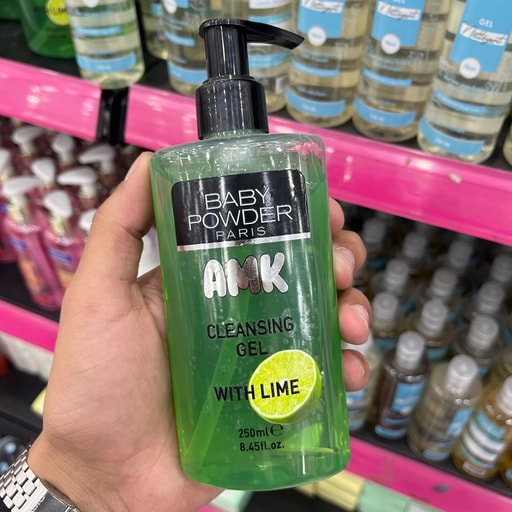 BABY
POWDER
PARIS
AMK
CLEANSING
GEL
WITH LIME
250ml ℮
8.45fl.oz.
GEL